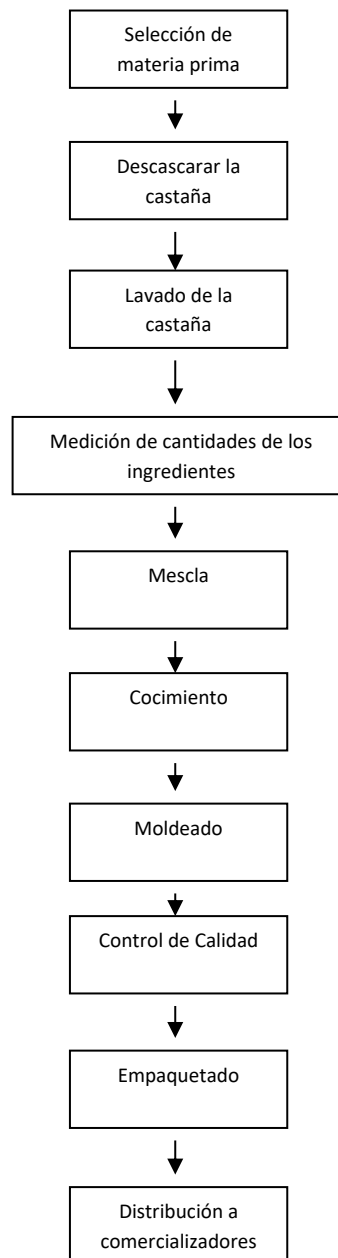 Selección de
materia prima
Descascarar la
castaña
Lavado de la
castaña
Medición de cantidades de los
ingredientes
Mescla
Cocimiento
Moldeado
Control de Calidad
Empaquetado
Distribución a
comercializadores